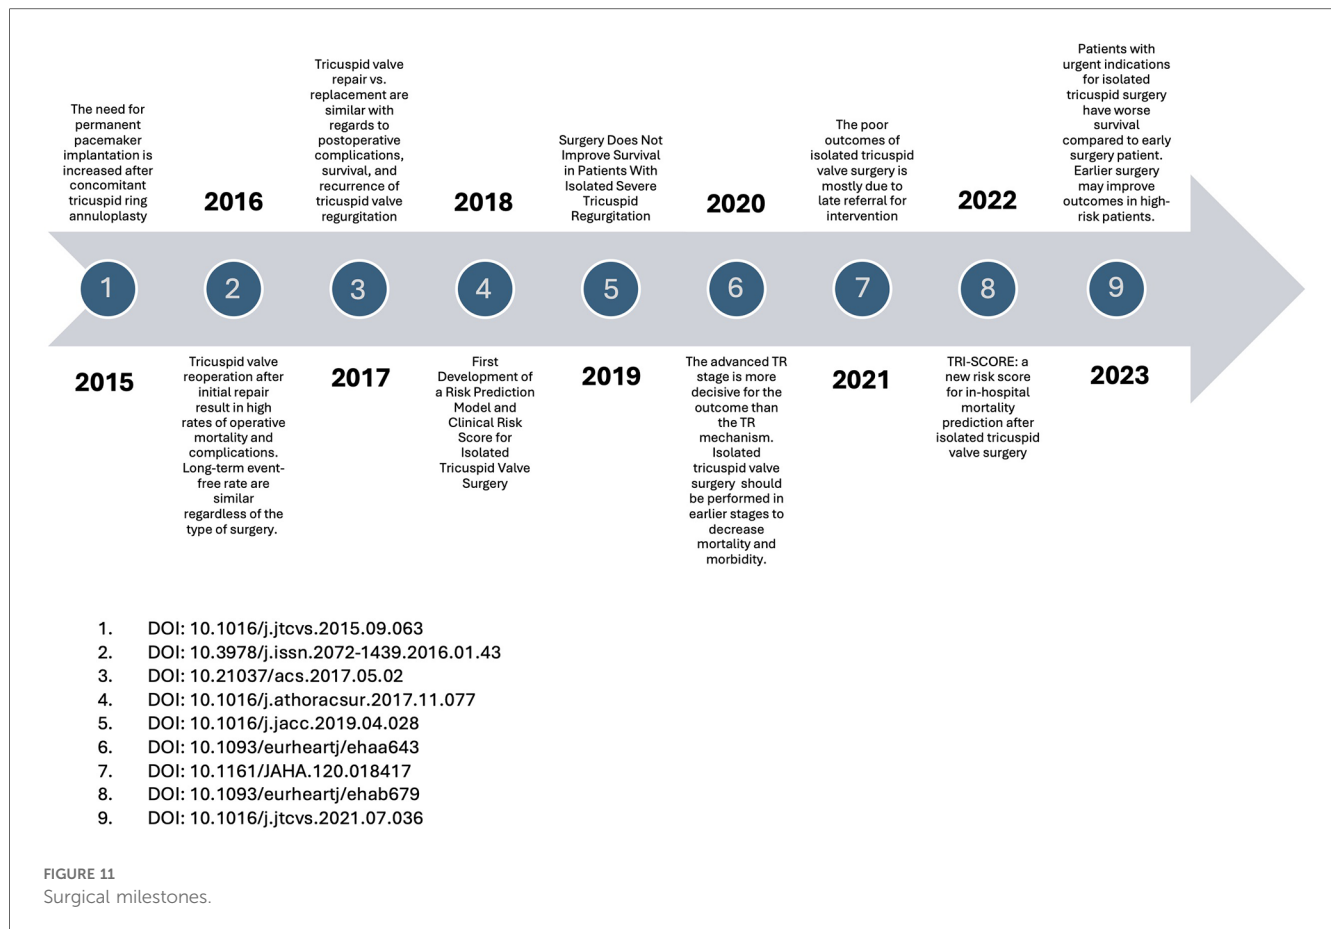 The need for
permanent
pacemaker
implantation is
increased after
concomitant
tricuspid ring
annuloplasty
1
2015
2016
2
Tricuspid valve
reoperation after
initial repair
result in high
rates of operative
mortality and
complications.
Long-term event-
free rate are
similar
regardless of the
type of surgery.
Tricuspid valve
repair vs.
replacement are
similar with
regards to
postoperative
complications,
survival, and
recurrence of
tricuspid valve
regurgitation
3
2017
2018
4
First
Development of
a Risk Prediction
Model and
Clinical Risk
Score for
Isolated
Tricuspid Valve
Surgery
Surgery Does Not
Improve Survival
in Patients With
Isolated Severe
Tricuspid
Regurgitation
5
2019
2020
6
The advanced TR
stage is more
decisive for the
outcome than
the TR
mechanism.
Isolated
tricuspid valve
surgery should
be performed in
earlier stages to
decrease
mortality and
morbidity.
The poor
outcomes of
isolated tricuspid
valve surgery is
mostly due to
late referral for
intervention
7
2021
2022
8
TRI-SCORE: a
new risk score
for in-hospital
mortality
prediction after
isolated tricuspid
valve surgery
Patients with
urgent indications
for isolated
tricuspid surgery
have worse
survival
compared to early
surgery patient.
Earlier surgery
may improve
outcomes in high-
risk patients.
9
2023
1. DOI: 10.1016/j.jtcvs.2015.09.063
2. DOI: 10.3978/j.issn.2072-1439.2016.01.43
3. DOI: 10.21037/acs.2017.05.02
4. DOI: 10.1016/j.athoracsur.2017.11.077
5. DOI: 10.1016/j.jacc.2019.04.028
6. DOI: 10.1093/eurheartj/ehaa643
7. DOI: 10.1161/JAHA.120.018417
8. DOI: 10.1093/eurheartj/ehab679
9. DOI: 10.1016/j.jtcvs.2021.07.036
FIGURE 11
Surgical milestones.